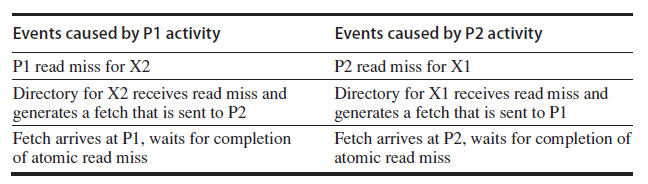 Events caused by P1 activity
Events caused by P2 activity
P1 read miss for X2
P2 read miss for X1
Directory for X2 receives read miss and
generates a fetch that is sent to P2
Directory for X1 receives read miss and
generates a fetch that is sent to P1
Fetch arrives at P1, waits for completion
of atomic read miss
Fetch arrives at P2, waits for completion of
atomic read miss